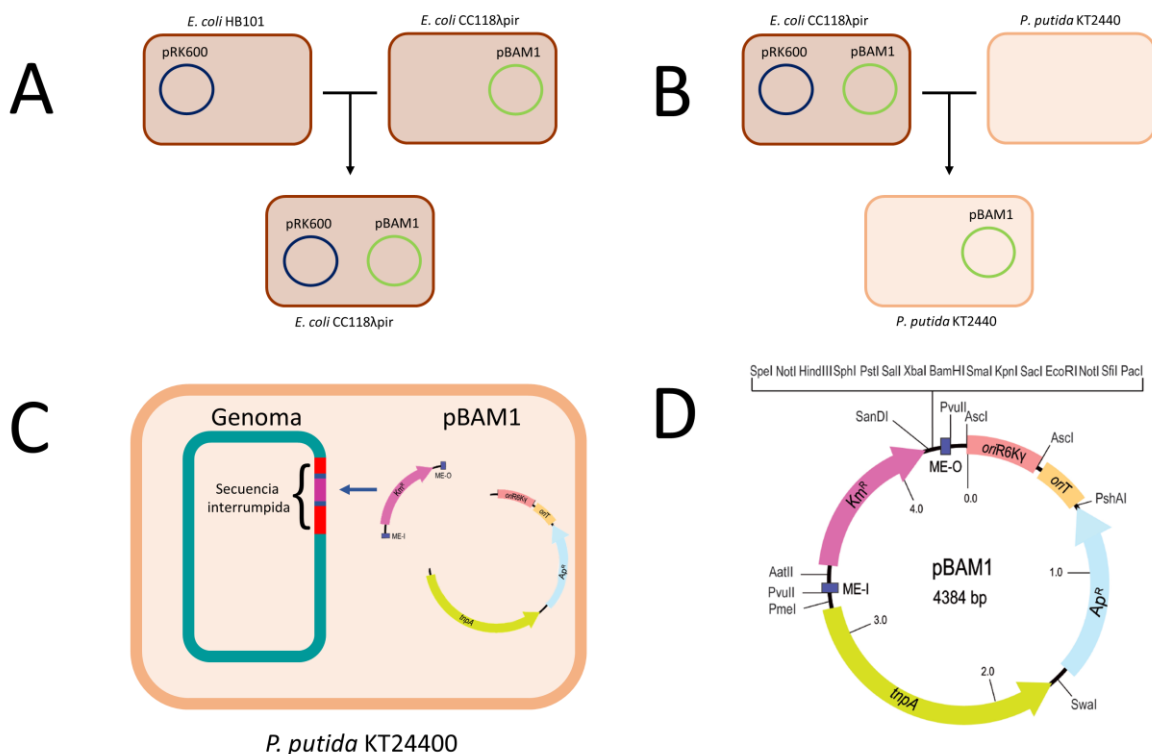 A
E. coli HB101
E. coli CC118λpir
pRK600
pBAM1
pRK600
pBAM1
E. coli CC118λpir
B
E. coli CC118λpir
P. putida KT2440
pRK600
pBAM1
pBAM1
P. putida KT2440
C
Genoma
pBAM1
Secuencia
interrumpida
KmR
ME-O
ME-I
oriR6Kγ
oriT
ApR
tnpA
P. putida KT24400
D
SpeI NotI HindIII SphI PstI SalI XbaI BamHI SmaI KpnI SacI EcoRI NotI SfiI PacI
SanDI
PvuII
AscI
ME-O
oriR6Kγ
AscI
oriT
PshAI
KmR
4.0
0.0
AatII
PvuII
ME-I
PmeI
pBAM1
4384 bp
1.0
ApR
3.0
2.0
tnpA
SwaI